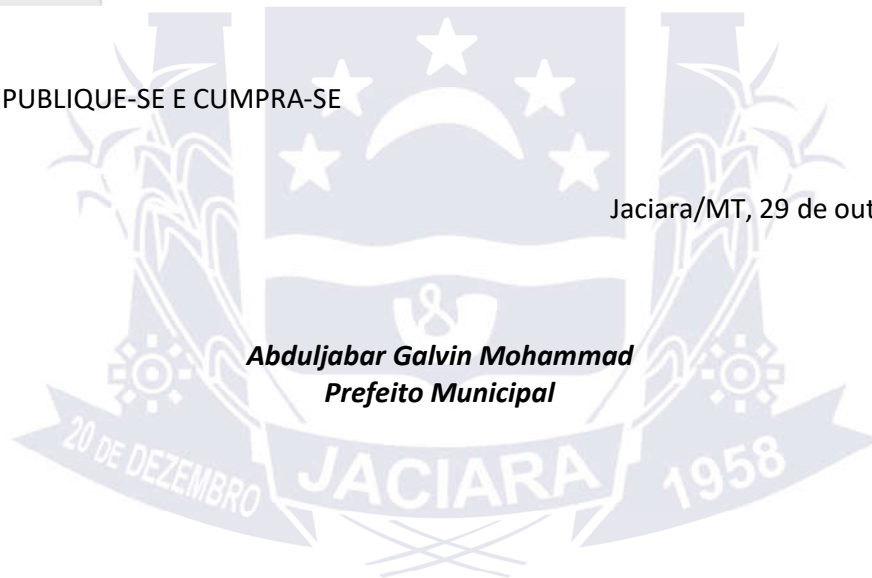 PUBLIQUE-SE E CUMPRA-SE
Jaciara/MT, 29 de out
Abduljabar Galvin Mohammad
Prefeito Municipal
20 DE DEZEMBRO
JACIARA
1958